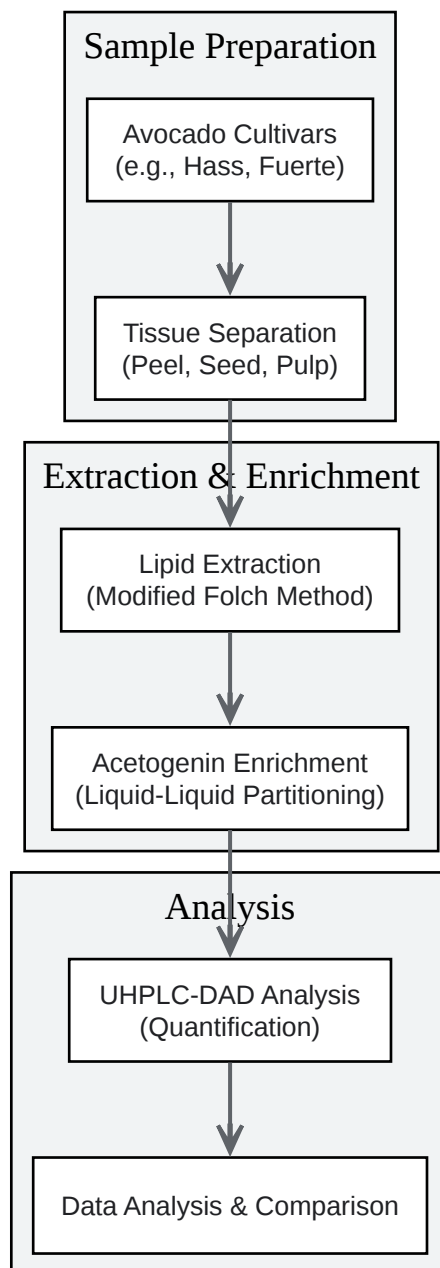 Sample Preparation
Avocado Cultivars
(e.g., Hass, Fuerte)
Tissue Separation
(Peel, Seed, Pulp)
Extraction & Enrichment
Lipid Extraction
(Modified Folch Method)
Acetogenin Enrichment
(Liquid-Liquid Partitioning)
Analysis
UHPLC-DAD Analysis
(Quantification)
Data Analysis & Comparison